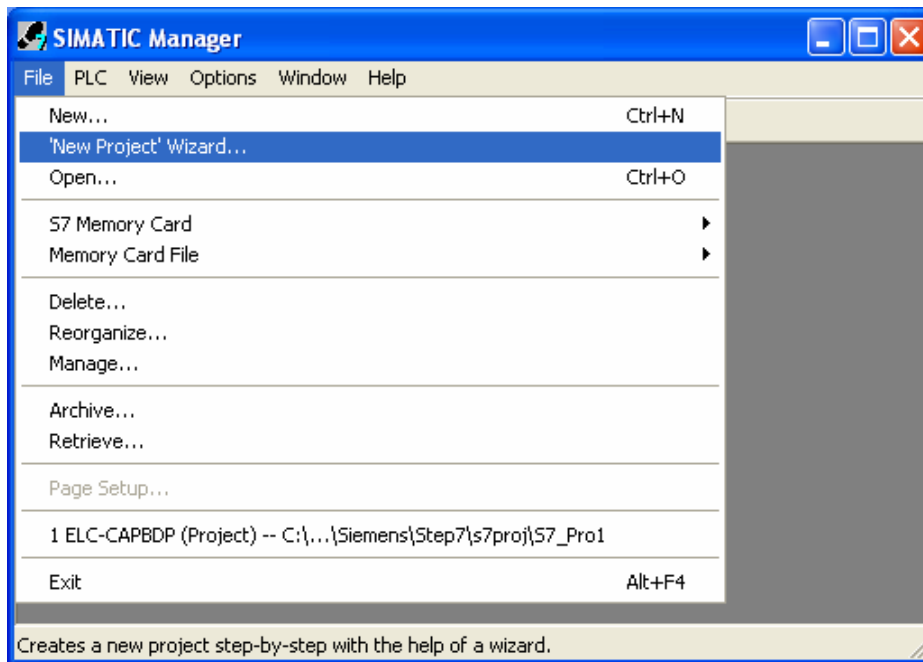 SIMATIC Manager
File PLC View Options Window Help
New... Ctrl+N
'New Project' Wizard...
Open... Ctrl+O
S7 Memory Card
Memory Card File
Delete...
Reorganize...
Manage...
Archive...
Retrieve...
Page Setup...
1 ELC-CAPBDP (Project) -- C:\...\Siemens\Step7\s7proj\S7_Pro1
Exit Alt+F4
Creates a new project step-by-step with the help of a wizard.